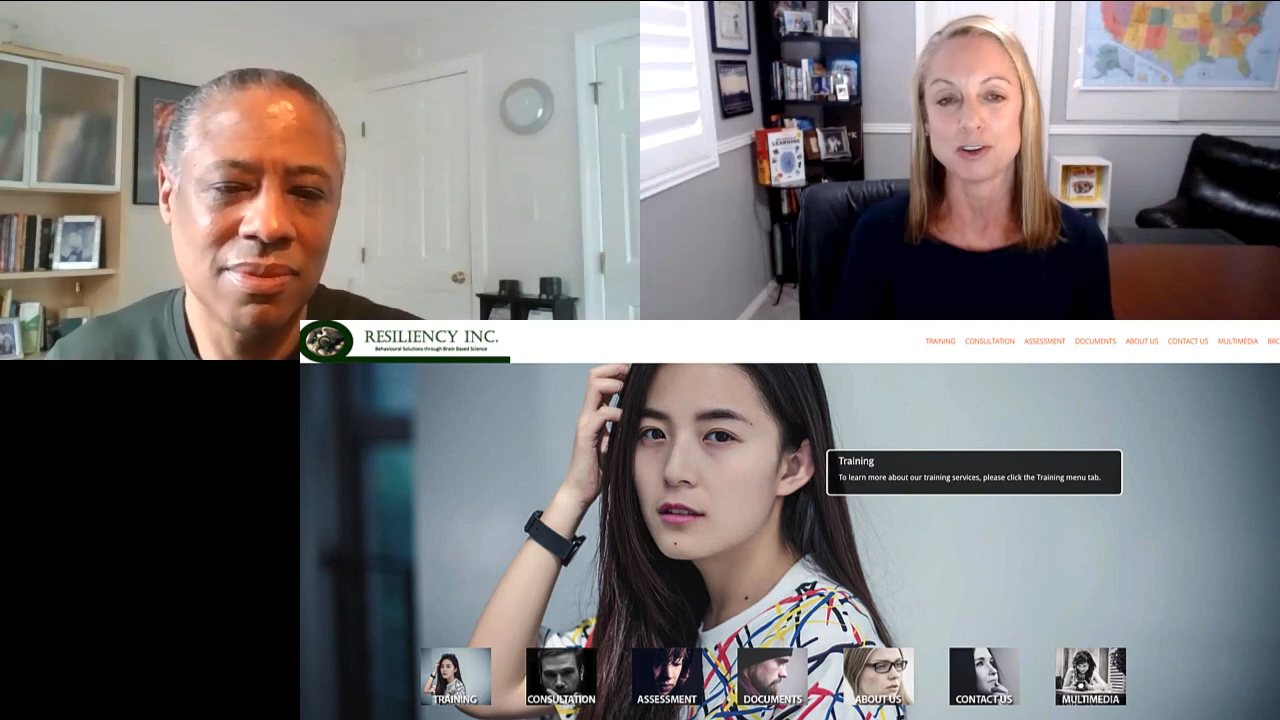 LEARNING
RESILIENCY INC.
Behavioural Solutions through Brain Based Science
TRAINING CONSULTATION ASSESSMENT DOCUMENTS ABOUT US CONTACT US MULTIMEDIA BRO
Training
To learn more about our training services, please click the Training menu tab.
TRAINING CONSULTATION ASSESSMENT DOCUMENTS ABOUT US CONTACT US MULTIMEDIA